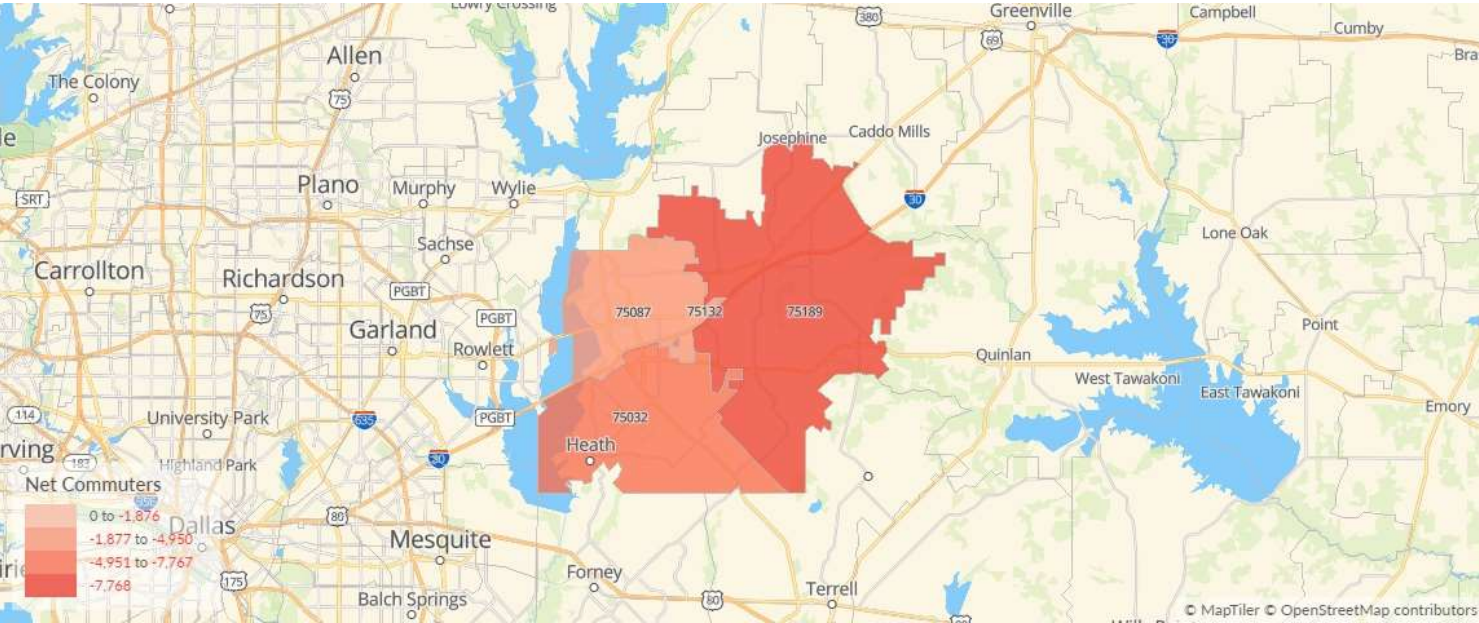 Lowry Crossing
380
Greenville
Campbell
Cumby
69
30
Allen
The Colony
75
Josephine
Caddo Mills
Plano
Murphy
Wylie
SRT
30
Lone Oak
Sachse
Carrollton
Richardson
PGBT
75
PGBT
75087
75132
75189
Garland
Rowlett
Point
Quinlan
West Tawakoni
East Tawakoni
Emory
114
University Park
635
PGBT
75032
Heath
rving
183
Highland Park
30
Net Commuters
0 to -1,876
-1,877 to -4,950
-4,951 to -7,767
-7,768
Dallas
80
Mesquite
175
Forney
Balch Springs
80
Terrell
© MapTiler © OpenStreetMap contributors